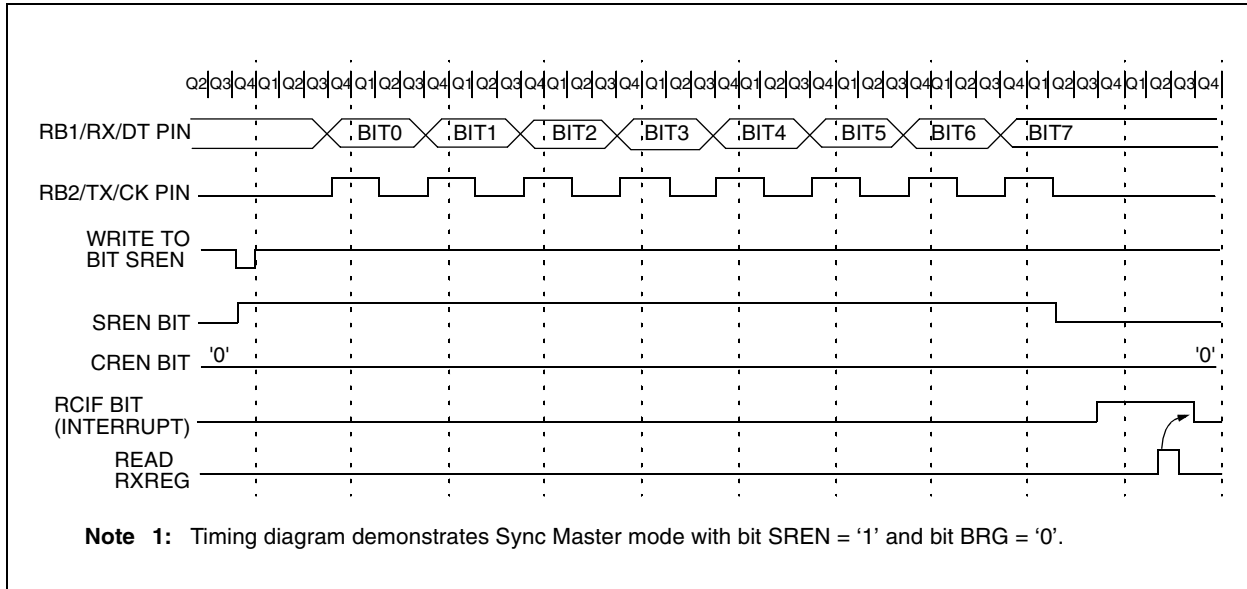 Q2 Q3 Q4 Q1 Q2 Q3 Q4 Q1 Q2 Q3 Q4 Q1 Q2 Q3 Q4 Q1 Q2 Q3 Q4 Q1 Q2 Q3 Q4 Q1 Q2 Q3 Q4 Q1 Q2 Q3 Q4 Q1 Q2 Q3 Q4 Q1 Q2 Q3 Q4 Q1 Q2 Q3 Q4
RB1/RX/DT PIN BIT0 BIT1 BIT2 BIT3 BIT4 BIT5 BIT6 BIT7
RB2/TX/CK PIN
WRITE TO
BIT SREN
SREN BIT
CREN BIT '0' '0'
RCIF BIT
(INTERRUPT)
READ
RXREG
Note 1: Timing diagram demonstrates Sync Master mode with bit SREN = ‘1’ and bit BRG = ‘0’.